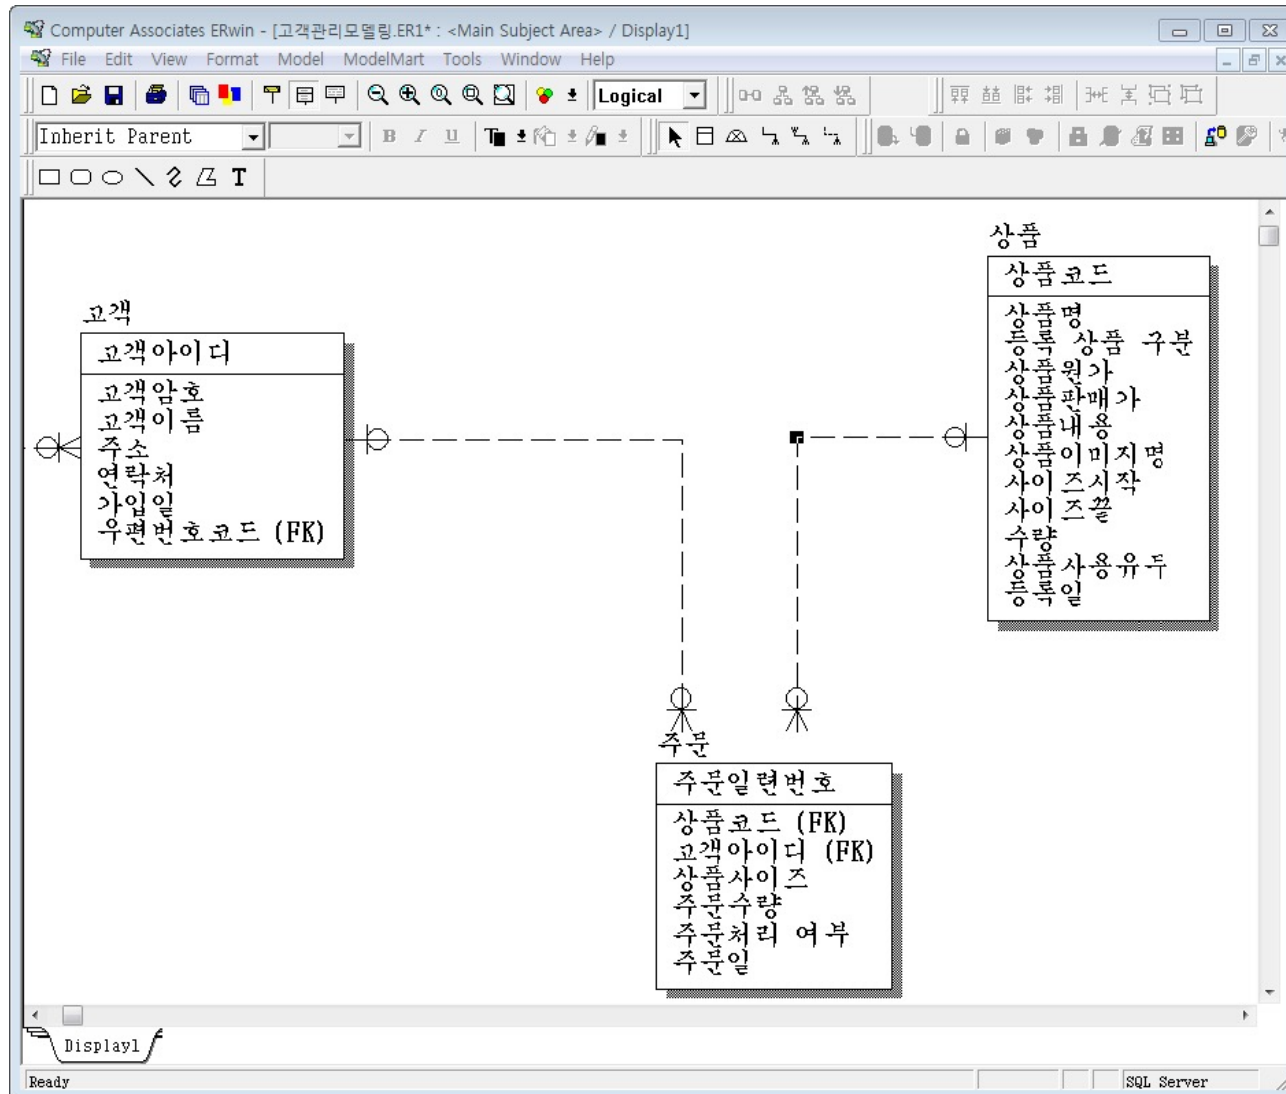 Computer Associates ERwin - [고객관리모델링.ER1* : <Main Subject Area> / Display1]
File Edit View Format Model ModelMart Tools Window Help
Logical
Inherit Parent
B I U T
T
고객
고객아이디
고객암호
고객이름
주소
연락처
가입일
우편번호코드 (FK)
상품
상품코드
상품명
등록 상품 구분
상품원가
상품판매가
상품내용
상품이미지명
사이즈시작
사이즈끝
수량
상품사용유무
등록일
주문
주문일련번호
상품코드 (FK)
고객아이디 (FK)
상품사이즈
주문수량
주문처리 여부
주문일
Display1
Ready
SQL Server